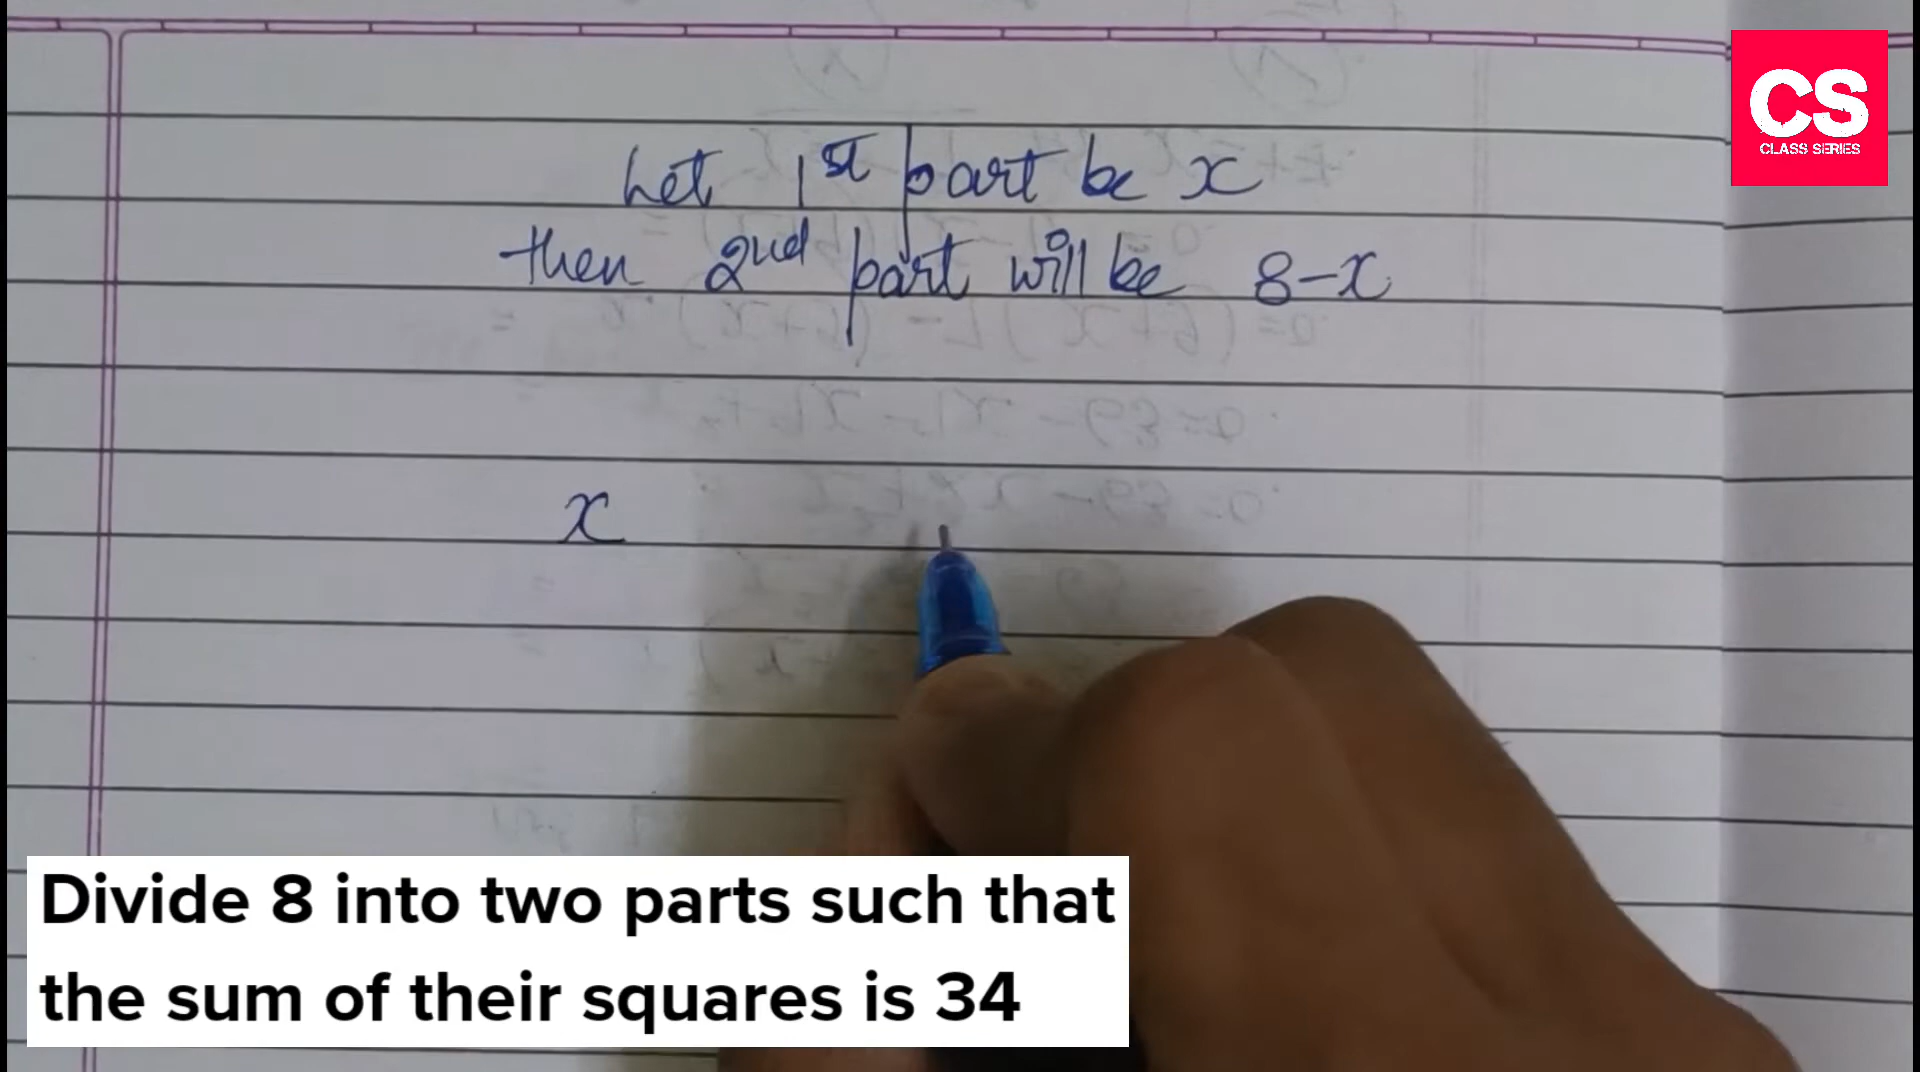 CS
CLASS SERIES
Let 1st part be x
then 2nd part will be 8-x
x
Divide 8 into two parts such that
the sum of their squares is 34